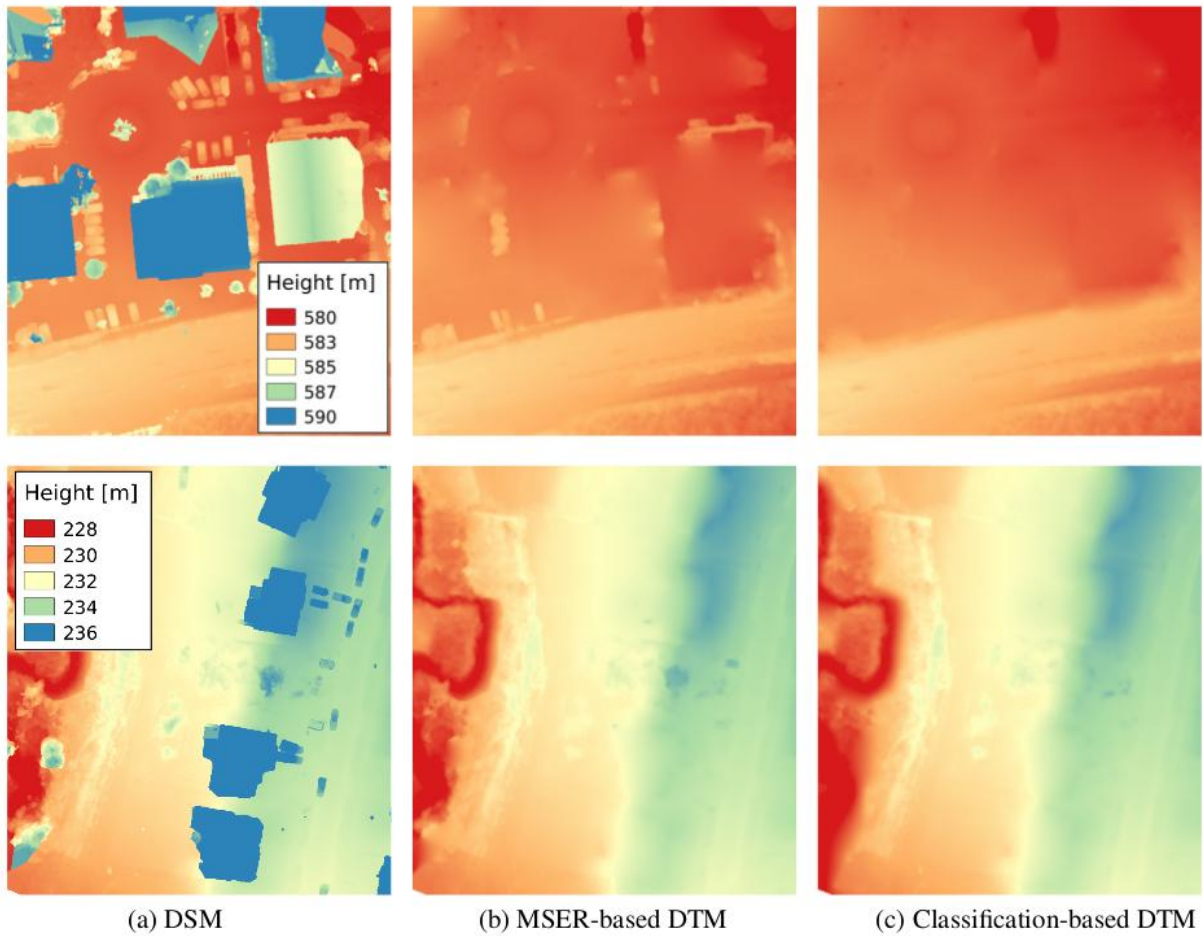 Height [m]
580
583
585
587
590
Height [m]
228
230
232
234
236
(a) DSM
(b) MSER-based DTM
(c) Classification-based DTM